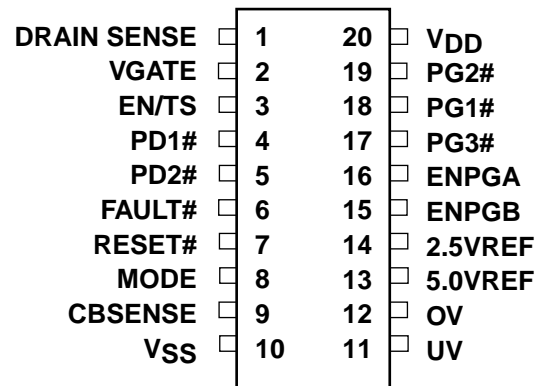 DRAIN SENSE 1 20 VDD
VGATE 2 19 PG2#
EN/TS 3 18 PG1#
PD1# 4 17 PG3#
PD2# 5 16 ENPGA
FAULT# 6 15 ENPGB
RESET# 7 14 2.5VREF
MODE 8 13 5.0VREF
CBSENSE 9 12 OV
VSS 10 11 UV